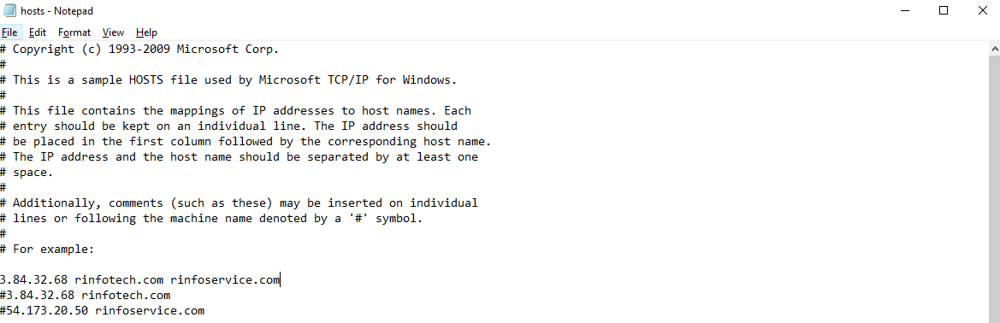 hosts - Notepad
File Edit Format View Help
# Copyright (c) 1993-2009 Microsoft Corp.
#
# This is a sample HOSTS file used by Microsoft TCP/IP for Windows.
#
# This file contains the mappings of IP addresses to host names. Each
# entry should be kept on an individual line. The IP address should
# be placed in the first column followed by the corresponding host name.
# The IP address and the host name should be separated by at least one
# space.
#
# Additionally, comments (such as these) may be inserted on individual
# lines or following the machine name denoted by a '#' symbol.
#
# For example:
3.84.32.68 rinfotech.com rinfoservice.com
#3.84.32.68 rinfotech.com
#54.173.20.50 rinfoservice.com